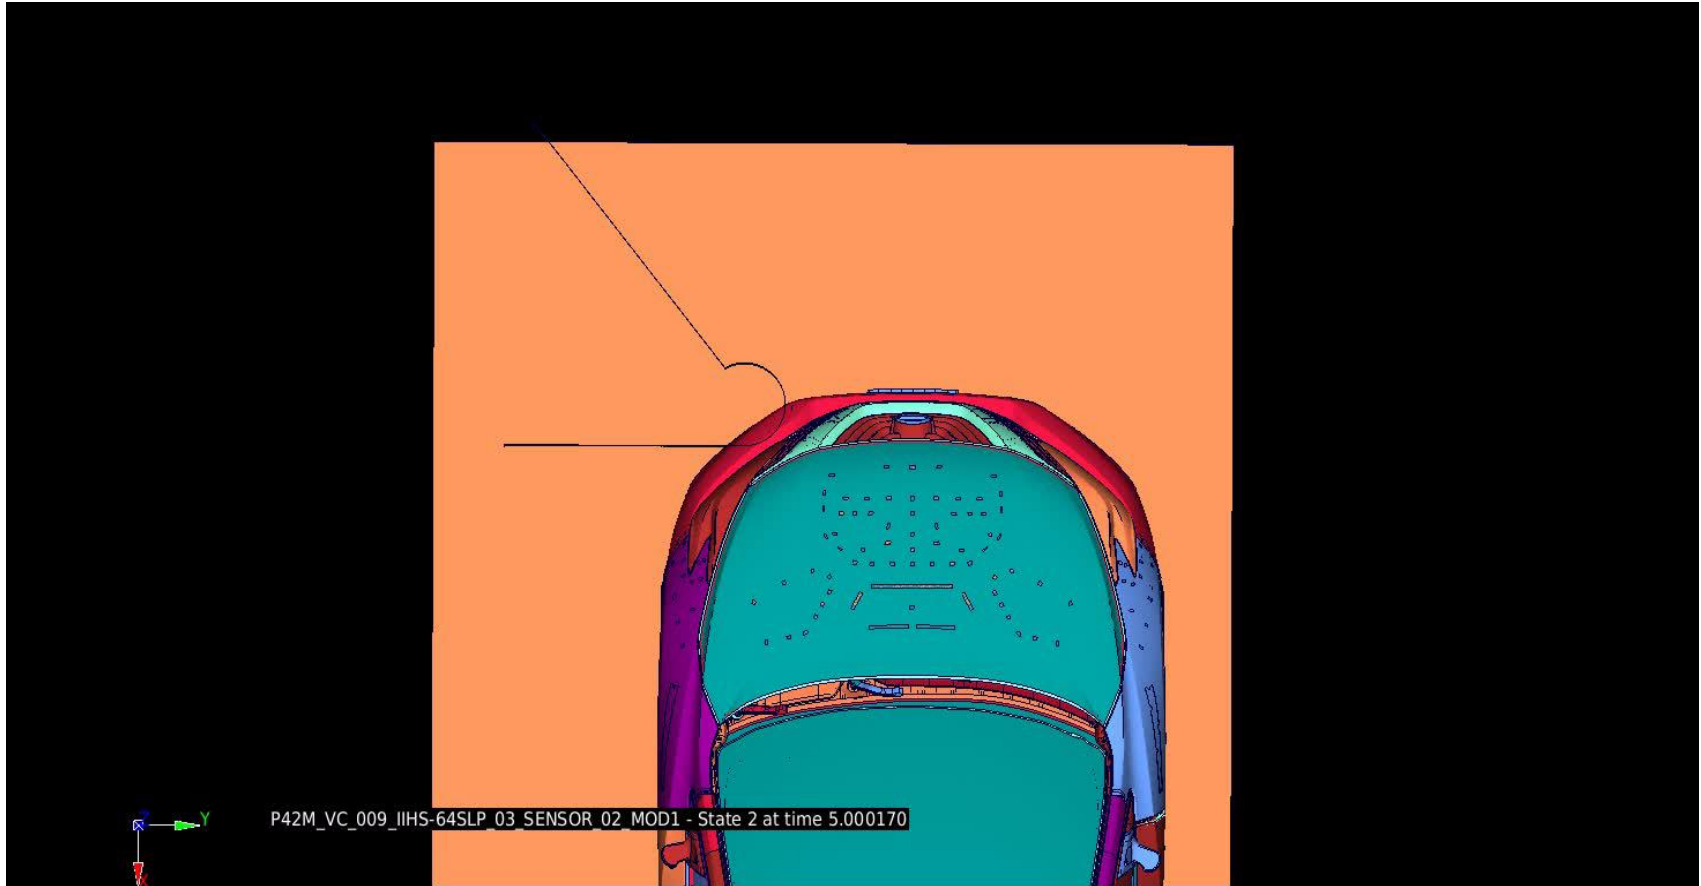 Y
P42M_VC_009_IIHS-64SLP_03_SENSOR_02_MOD1 - State 2 at time 5.000170